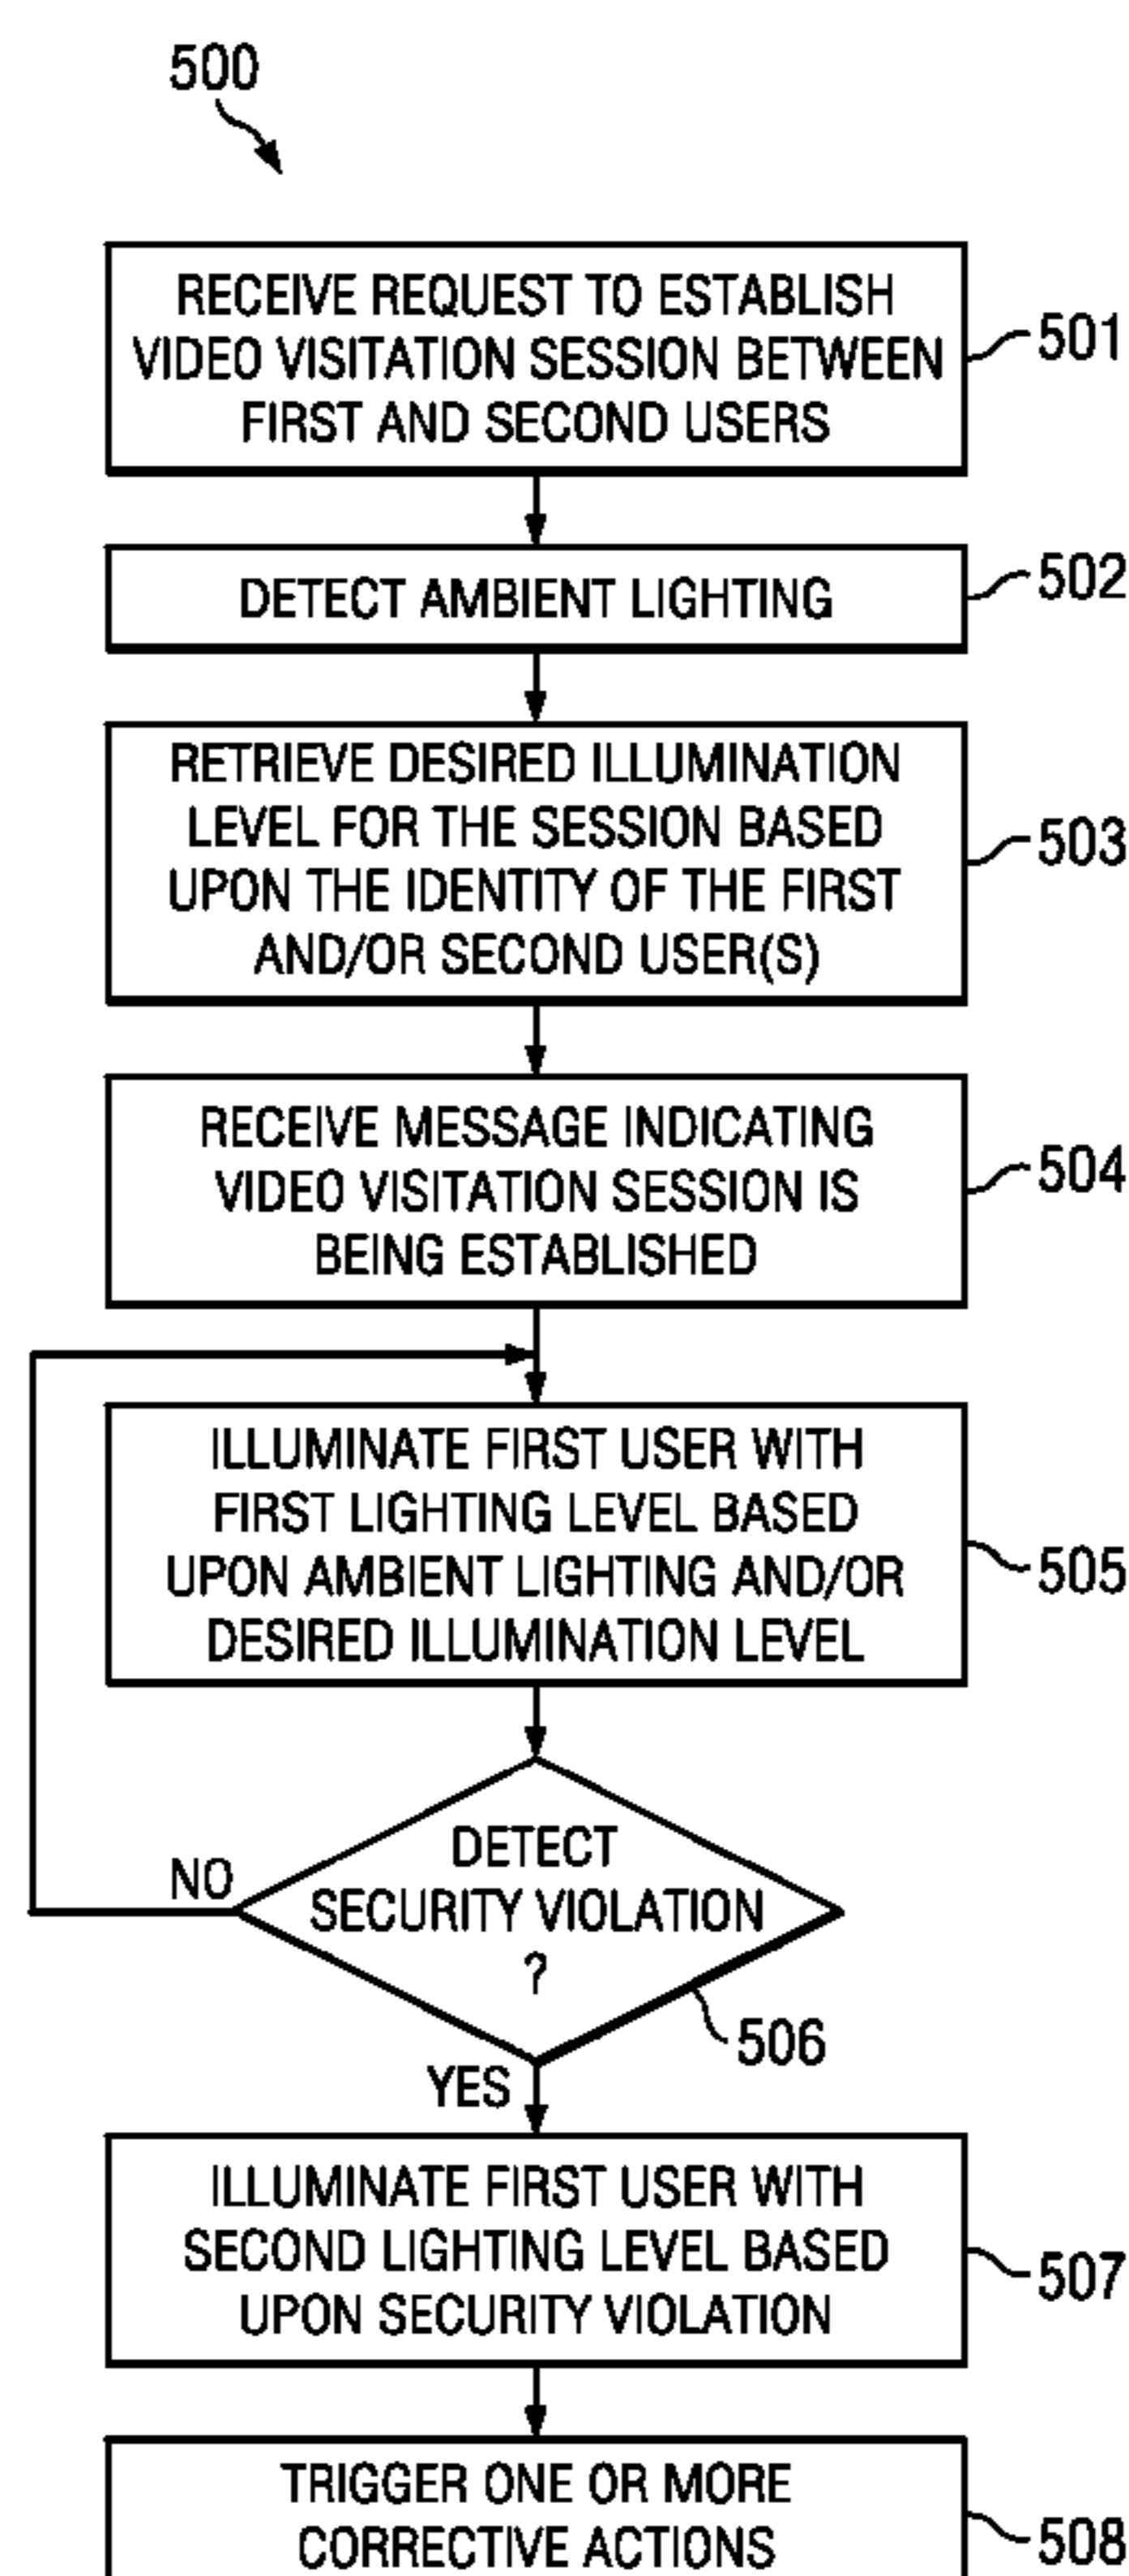 500
RECEIVE REQUEST TO ESTABLISH
VIDEO VISITATION SESSION BETWEEN
FIRST AND SECOND USERS
501
DETECT AMBIENT LIGHTING
502
RETRIEVE DESIRED ILLUMINATION
LEVEL FOR THE SESSION BASED
UPON THE IDENTITY OF THE FIRST
AND/OR SECOND USER(S)
503
RECEIVE MESSAGE INDICATING
VIDEO VISITATION SESSION IS
BEING ESTABLISHED
504
ILLUMINATE FIRST USER WITH
FIRST LIGHTING LEVEL BASED
UPON AMBIENT LIGHTING AND/OR
DESIRED ILLUMINATION LEVEL
505
DETECT
SECURITY VIOLATION
?
NO
506
YES
ILLUMINATE FIRST USER WITH
SECOND LIGHTING LEVEL BASED
UPON SECURITY VIOLATION
507
TRIGGER ONE OR MORE
CORRECTIVE ACTIONS
508